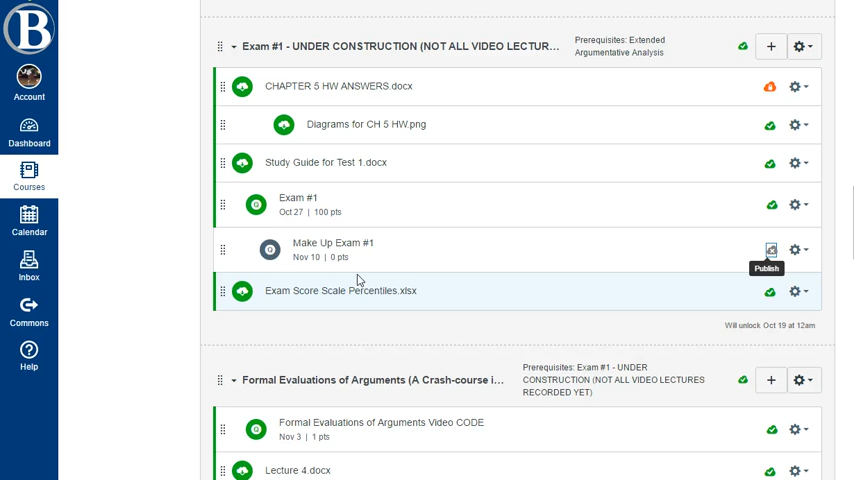 B
Account
Dashboard
Courses
Calendar
Inbox
Commons
Help
Exam #1 - UNDER CONSTRUCTION (NOT ALL VIDEO LECTUR...
Prerequisites: Extended
Argumentative Analysis
CHAPTER 5 HW ANSWERS.docx
Diagrams for CH 5 HW.png
Study Guide for Test 1.docx
Exam #1
Oct 27 | 100 pts
Make Up Exam #1
Nov 10 | 0 pts
Publish
Exam Score Scale Percentiles.xlsx
Will unlock Oct 19 at 12am
Formal Evaluations of Arguments (A Crash-course i...
Prerequisites: Exam #1 - UNDER
CONSTRUCTION (NOT ALL VIDEO LECTURES
RECORDED YET)
Formal Evaluations of Arguments Video CODE
Nov 3 | 1 pts
Lecture 4.docx